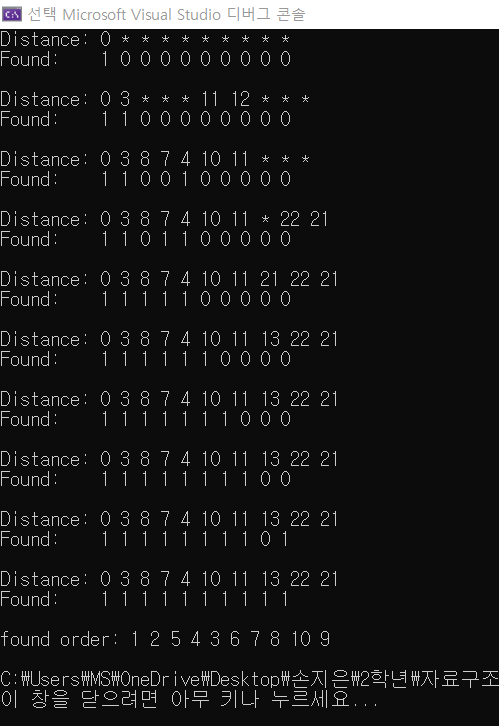 선택 Microsoft Visual Studio 디버그 콘솔
Distance: 0 * * * * * * * * *
Found:    1 0 0 0 0 0 0 0 0 0
Distance: 0 3 * * * 11 12 * * *
Found:    1 1 0 0 0 0 0 0 0 0
Distance: 0 3 8 7 4 10 11 * * *
Found:    1 1 0 0 1 0 0 0 0 0
Distance: 0 3 8 7 4 10 11 * 22 21
Found:    1 1 0 1 1 0 0 0 0 0
Distance: 0 3 8 7 4 10 11 21 22 21
Found:    1 1 1 1 1 0 0 0 0 0
Distance: 0 3 8 7 4 10 11 13 22 21
Found:    1 1 1 1 1 1 0 0 0 0
Distance: 0 3 8 7 4 10 11 13 22 21
Found:    1 1 1 1 1 1 1 0 0 0
Distance: 0 3 8 7 4 10 11 13 22 21
Found:    1 1 1 1 1 1 1 1 0 0
Distance: 0 3 8 7 4 10 11 13 22 21
Found:    1 1 1 1 1 1 1 1 0 1
Distance: 0 3 8 7 4 10 11 13 22 21
Found:    1 1 1 1 1 1 1 1 1 1
found order: 1 2 5 4 3 6 7 8 10 9
C:₩Users₩MS₩OneDrive₩Desktop₩손지은₩2학년₩자료구조
이 창을 닫으려면 아무 키나 누르세요...